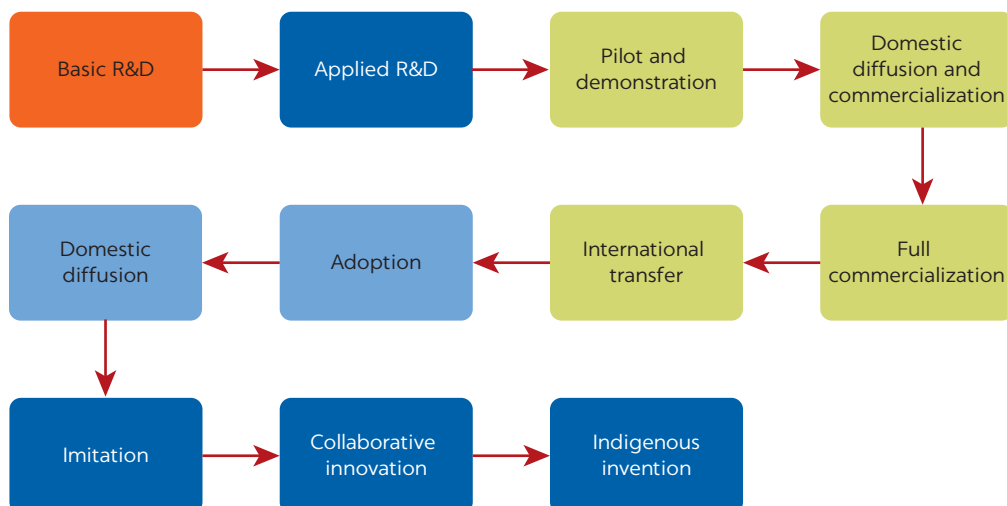 Basic R&D
Applied R&D
Pilot and
demonstration
Domestic
diffusion and
commercialization
Full
commercialization
International
transfer
Adoption
Domestic
diffusion
Imitation
Collaborative
innovation
Indigenous
invention